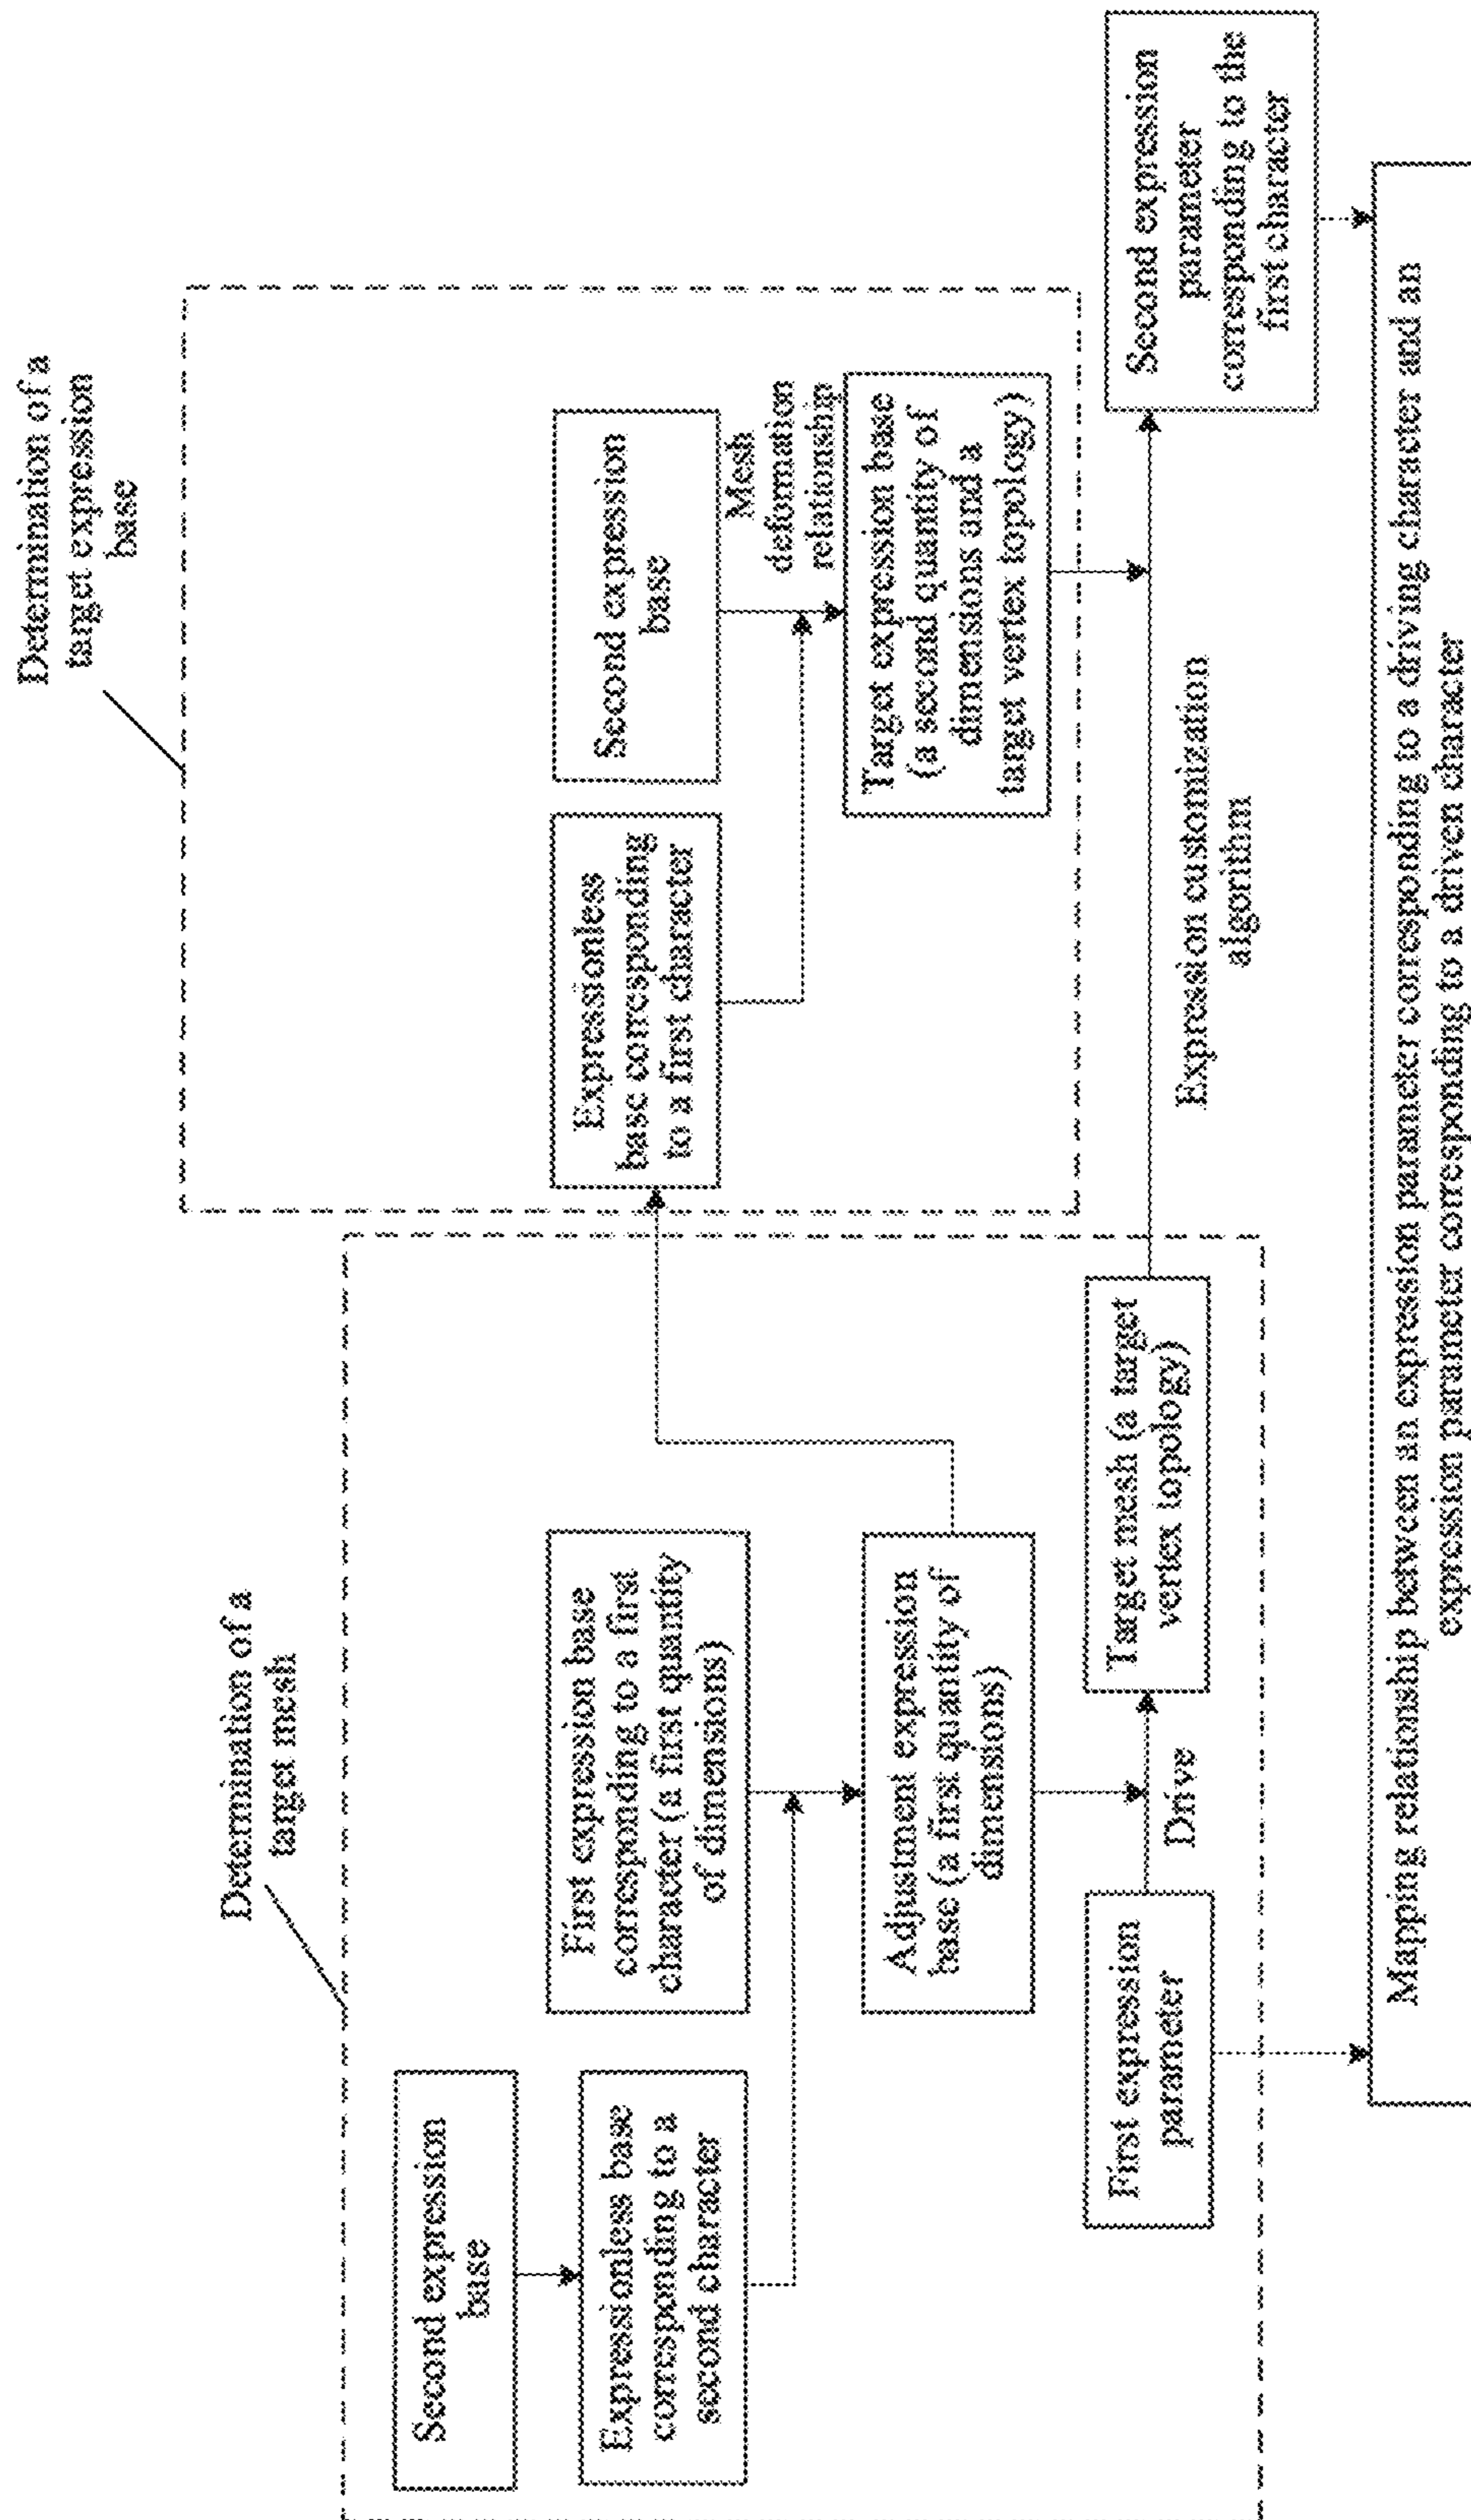 Determination of a
target mesh
Second expression
base
Expressionless base
corresponding to a
second character
First expression base
corresponding to a first
character (a first quantity
of dimensions)
Adjustment expression
base (a first quantity of
dimensions)
First expression
parameter
Drive
Target mesh (a target
vertex topology)
Determination of a
target expression
base
Expressionless
base corresponding
to a first character
Second expression
base
Mesh
deformation
relationship
Target expression base
(a second quantity of
dimensions and a
target vertex topology)
Expression customization
algorithm
Second expression
parameter
corresponding to the
first character
Mapping relationship between an expression parameter corresponding to a driving character and an
expression parameter corresponding to a driven character